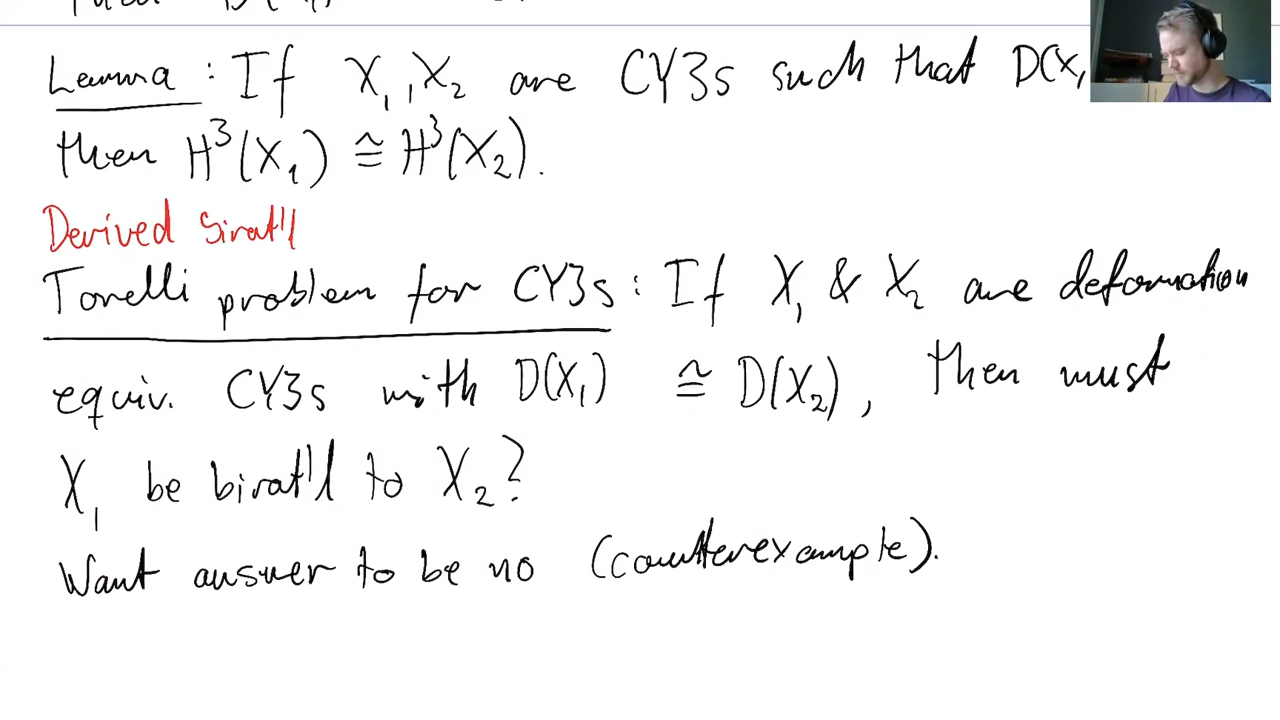 Lemma : If X₁, X₂ are CY3s such that D(X₁
then H³(X₁) ≅ H³(X₂).
Derived birat'l
Torelli problem for CY3s : If X₁ & X₂ are deformation
equiv. CY3s with D(X₁) ≅ D(X₂), then must
X₁ be birat'l to X₂?
Want answer to be no (counterexample).